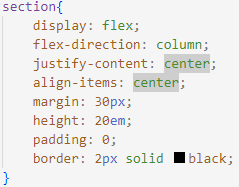 section{
display: flex;
flex-direction: column;
justify-content: center;
align-items: center;
margin: 30px;
height: 20em;
padding: 0;
border: 2px solid black;
}